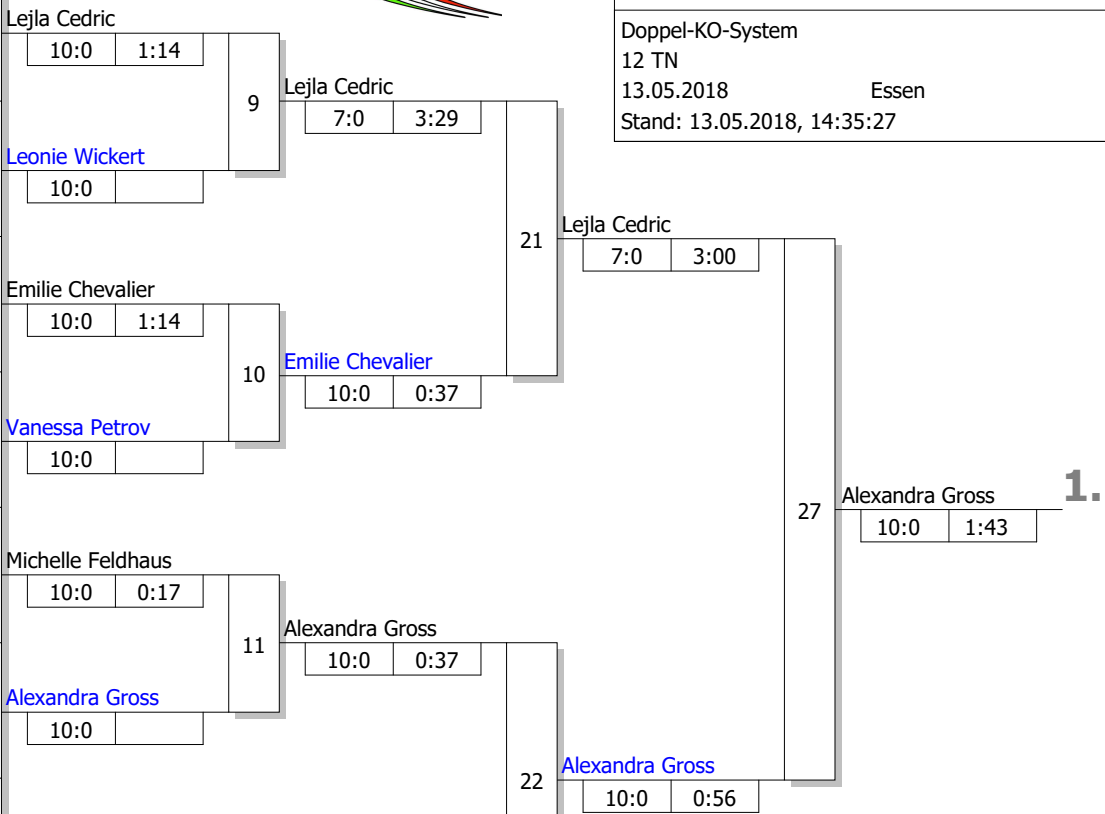 Lejla Cedric
10:0 1:14
Doppel-KO-System
12 TN
13.05.2018 Essen
Stand: 13.05.2018, 14:35:27
9
Lejla Cedric
7:0 3:29
Leonie Wickert
10:0
21
Lejla Cedric
7:0 3:00
Emilie Chevalier
10:0 1:14
10
Emilie Chevalier
10:0 0:37
Vanessa Petrov
10:0
27
Alexandra Gross
1.
10:0 1:43
Michelle Feldhaus
10:0 0:17
11
Alexandra Gross
10:0 0:37
Alexandra Gross
10:0
22
Alexandra Gross
10:0 0:56